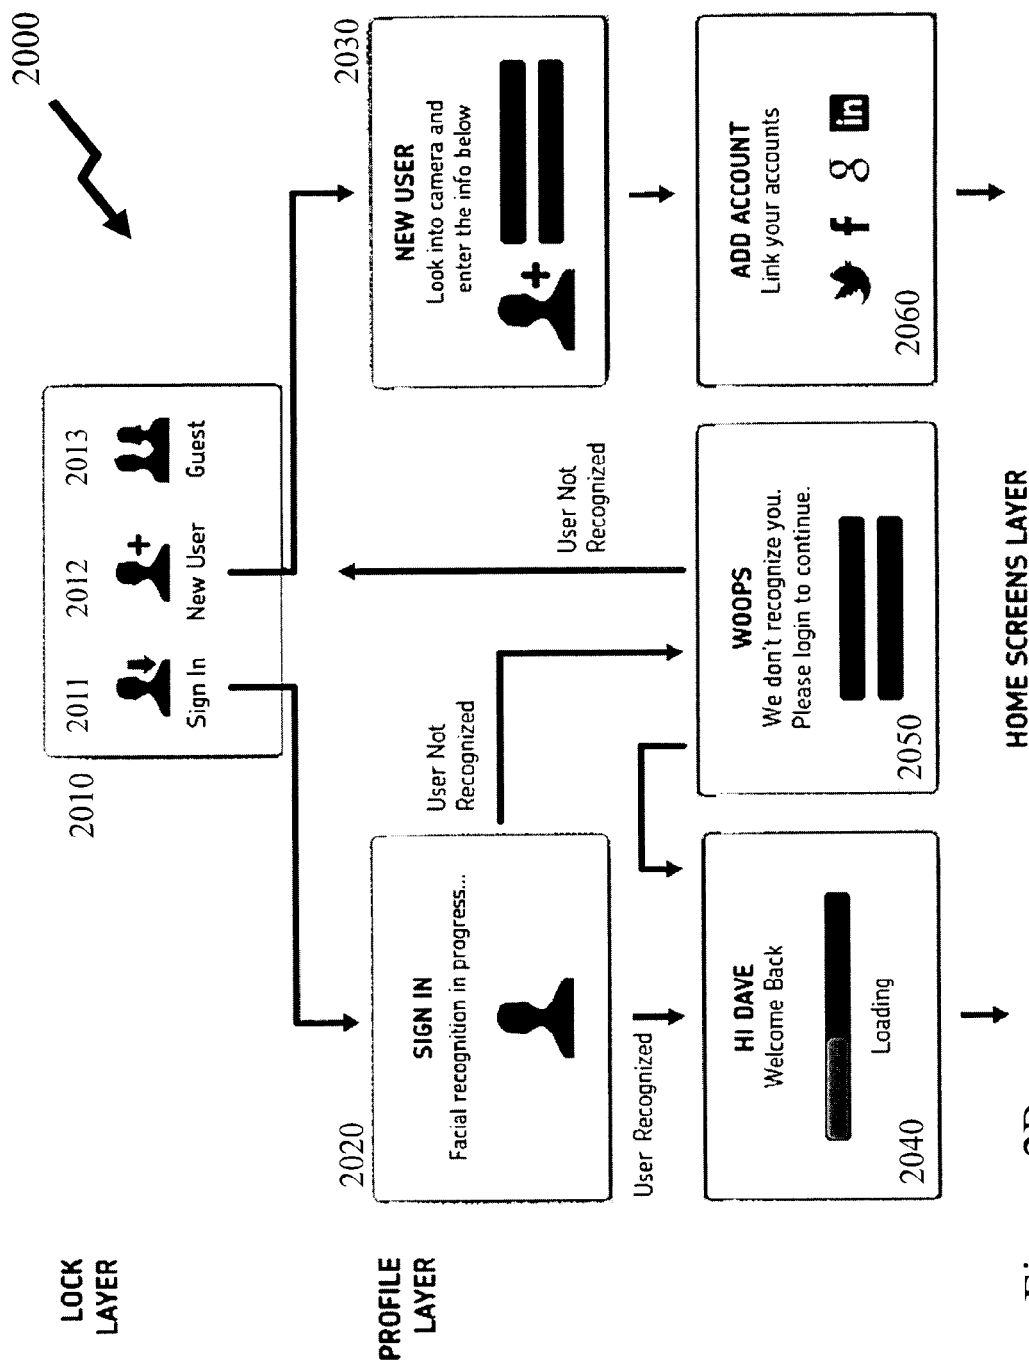 2000
LOCK
LAYER
2010
2011 2012 2013
Sign In New User Guest
PROFILE
LAYER
2020
SIGN IN
Facial recognition in progress...
User Not
Recognized
User Not
Recognized
2030
NEW USER
Look into camera and
enter the info below
User Recognized
HI DAVE
Welcome Back
Loading
2040
WOOPS
We don't recognize you.
Please login to continue.
2050
ADD ACCOUNT
Link your accounts
f g in
2060
HOME SCREENS LAYER